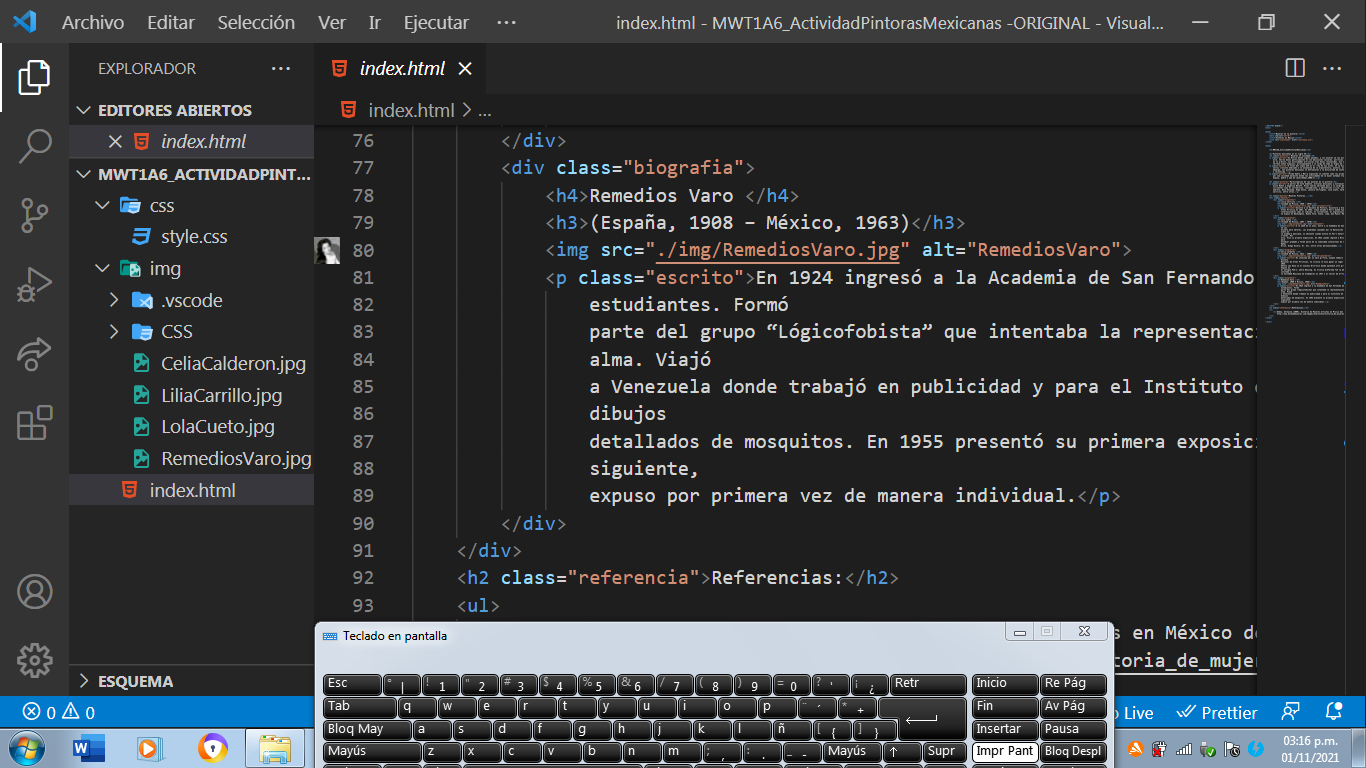 Archivo Editar Selección Ver Ir Ejecutar ··· index.html - MWT1A6_ActividadPintorasMexicanas -ORIGINAL - Visual...
EXPLORADOR ···
index.html
EDITORES ABIERTOS
index.html
MWT1A6_ACTIVIDADPINT...
css
style.css
img
.vscode
CSS
CeliaCalderon.jpg
LiliaCarrillo.jpg
LolaCueto.jpg
RemediosVaro.jpg
index.html
ESQUEMA
index.html > ...
76 </div>
77 <div class="biografia">
78 <h4>Remedios Varo </h4>
79 <h3>(España, 1908 – México, 1963)</h3>
80 <img src="./img/RemediosVaro.jpg" alt="RemediosVaro">
81 <p class="escrito">En 1924 ingresó a la Academia de San Fernando
82 estudiantes. Formó
83 parte del grupo “Lógicofobista” que intentaba la representaci
84 alma. Viajó
85 a Venezuela donde trabajó en publicidad y para el Instituto
86 dibujos
87 detallados de mosquitos. En 1955 presentó su primera exposici
88 siguiente,
89 expuso por primera vez de manera individual.</p>
90 </div>
91 </div>
92 <h2 class="referencia">Referencias:</h2>
93 <ul>
s en México d
toria_de_mujer
Teclado en pantalla
Esc ° | ! 1 " 2 # 3 $ 4 % 5 & 6 / 7 ( 8 ) 9 = 0 ? ' ¡ ¿ Retr Inicio Re Pág
Tab q w e r t y u i o p ¨ ´ * + Fin Av Pág
Bloq May a s d f g h j k l ñ [ { ] } Insertar Pausa
Mayús z x c v b n m , ; . : - _ Mayús ↑ Supr Impr Pant Bloq Despl
0 0
Live Prettier
03:16 p.m.
01/11/2021